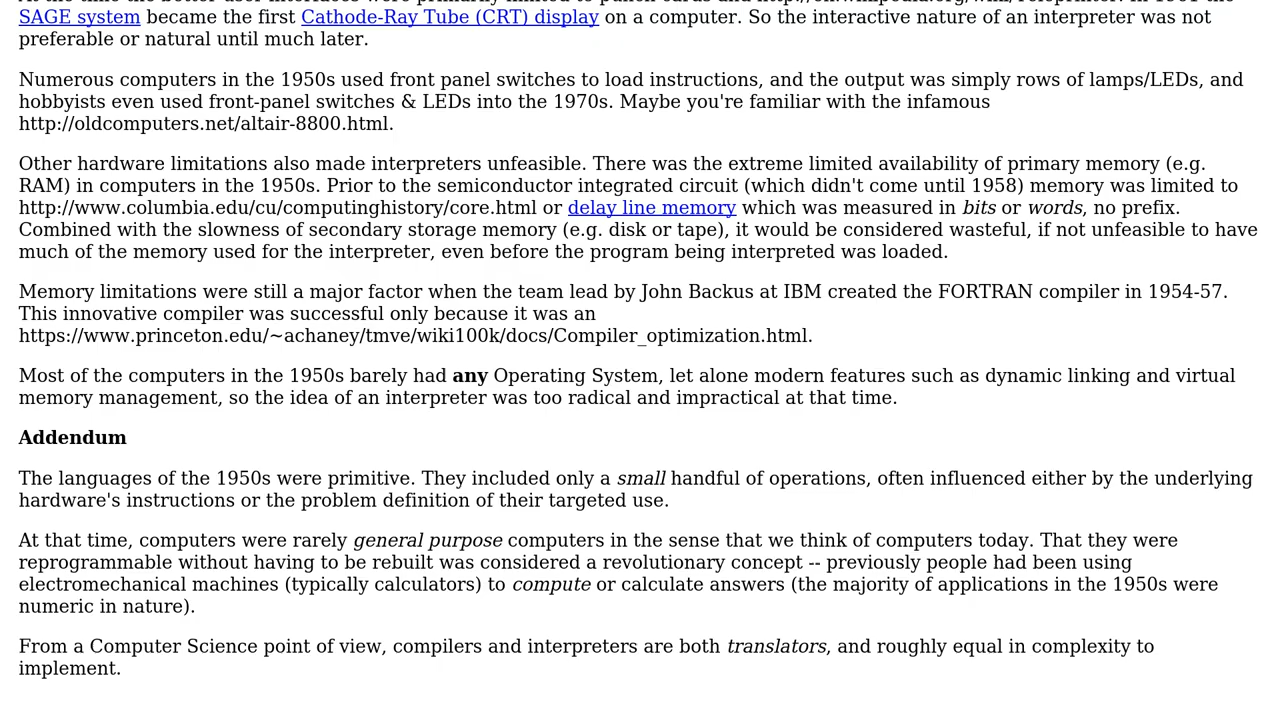 SAGE system became the first Cathode-Ray Tube (CRT) display on a computer. So the interactive nature of an interpreter was not
preferable or natural until much later.
Numerous computers in the 1950s used front panel switches to load instructions, and the output was simply rows of lamps/LEDs, and
hobbyists even used front-panel switches & LEDs into the 1970s. Maybe you're familiar with the infamous
http://oldcomputers.net/altair-8800.html.
Other hardware limitations also made interpreters unfeasible. There was the extreme limited availability of primary memory (e.g.
RAM) in computers in the 1950s. Prior to the semiconductor integrated circuit (which didn't come until 1958) memory was limited to
http://www.columbia.edu/cu/computinghistory/core.html or delay line memory which was measured in bits or words, no prefix.
Combined with the slowness of secondary storage memory (e.g. disk or tape), it would be considered wasteful, if not unfeasible to have
much of the memory used for the interpreter, even before the program being interpreted was loaded.
Memory limitations were still a major factor when the team lead by John Backus at IBM created the FORTRAN compiler in 1954-57.
This innovative compiler was successful only because it was an
https://www.princeton.edu/~achaney/tmve/wiki100k/docs/Compiler_optimization.html.
Most of the computers in the 1950s barely had any Operating System, let alone modern features such as dynamic linking and virtual
memory management, so the idea of an interpreter was too radical and impractical at that time.
Addendum
The languages of the 1950s were primitive. They included only a small handful of operations, often influenced either by the underlying
hardware's instructions or the problem definition of their targeted use.
At that time, computers were rarely general purpose computers in the sense that we think of computers today. That they were
reprogrammable without having to be rebuilt was considered a revolutionary concept -- previously people had been using
electromechanical machines (typically calculators) to compute or calculate answers (the majority of applications in the 1950s were
numeric in nature).
From a Computer Science point of view, compilers and interpreters are both translators, and roughly equal in complexity to
implement.